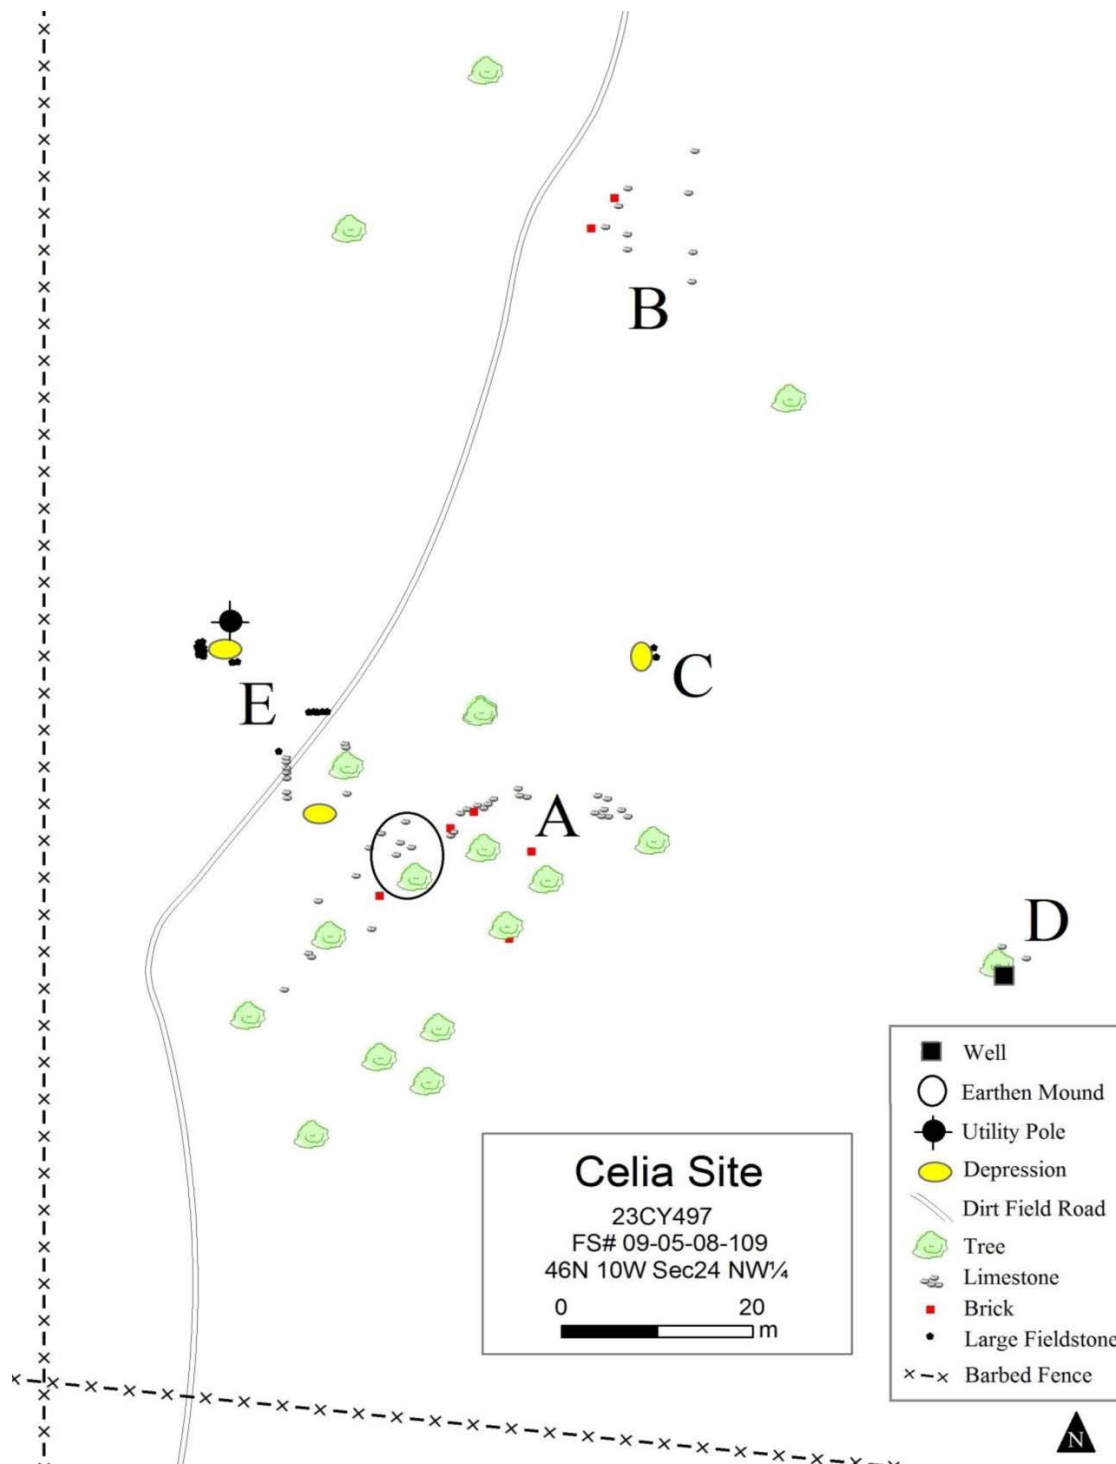 B
C
E
A
D
Celia Site
23CY497
FS# 09-05-08-109
46N 10W Sec24 NW¼
0 20
m
Well
Earthen Mound
Utility Pole
Depression
Dirt Field Road
Tree
Limestone
Brick
Large Fieldstone
Barbed Fence
N